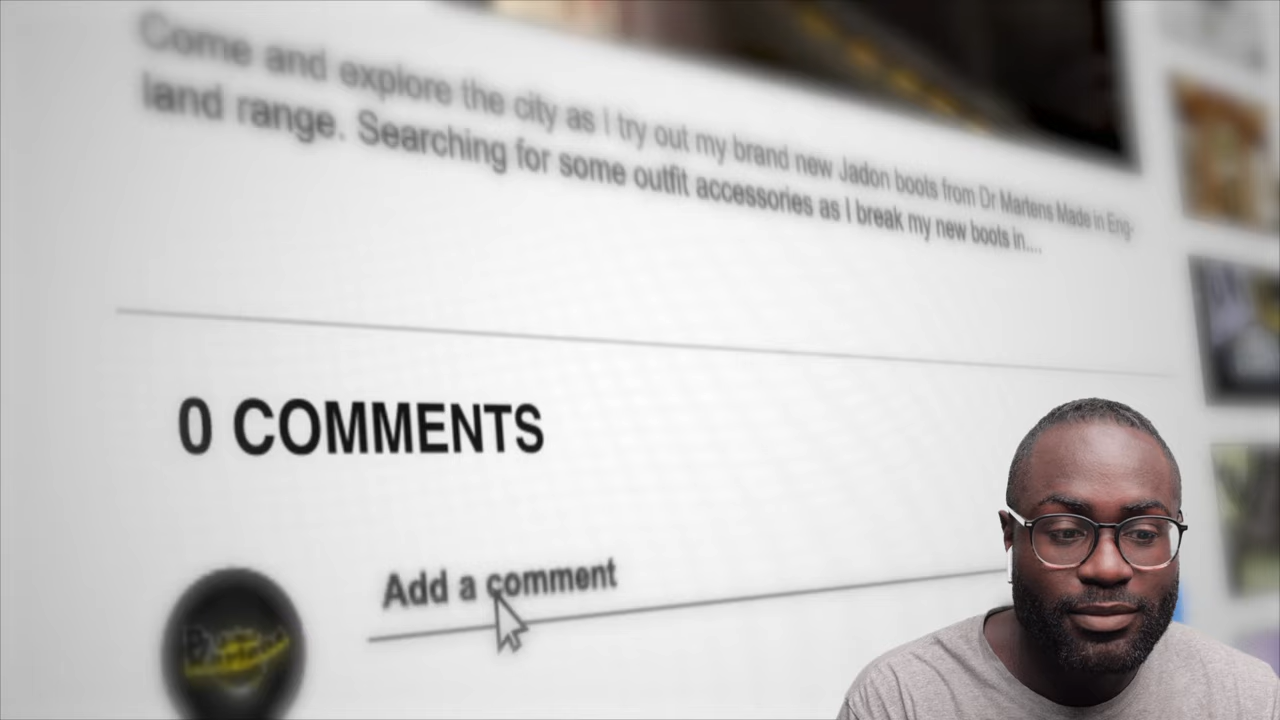 Come and explore the city as I try out my brand new Jadon boots from Dr Martens Made in Eng-
land range. Searching for some outfit accessories as I break my new boots in....
0 COMMENTS
Add a comment